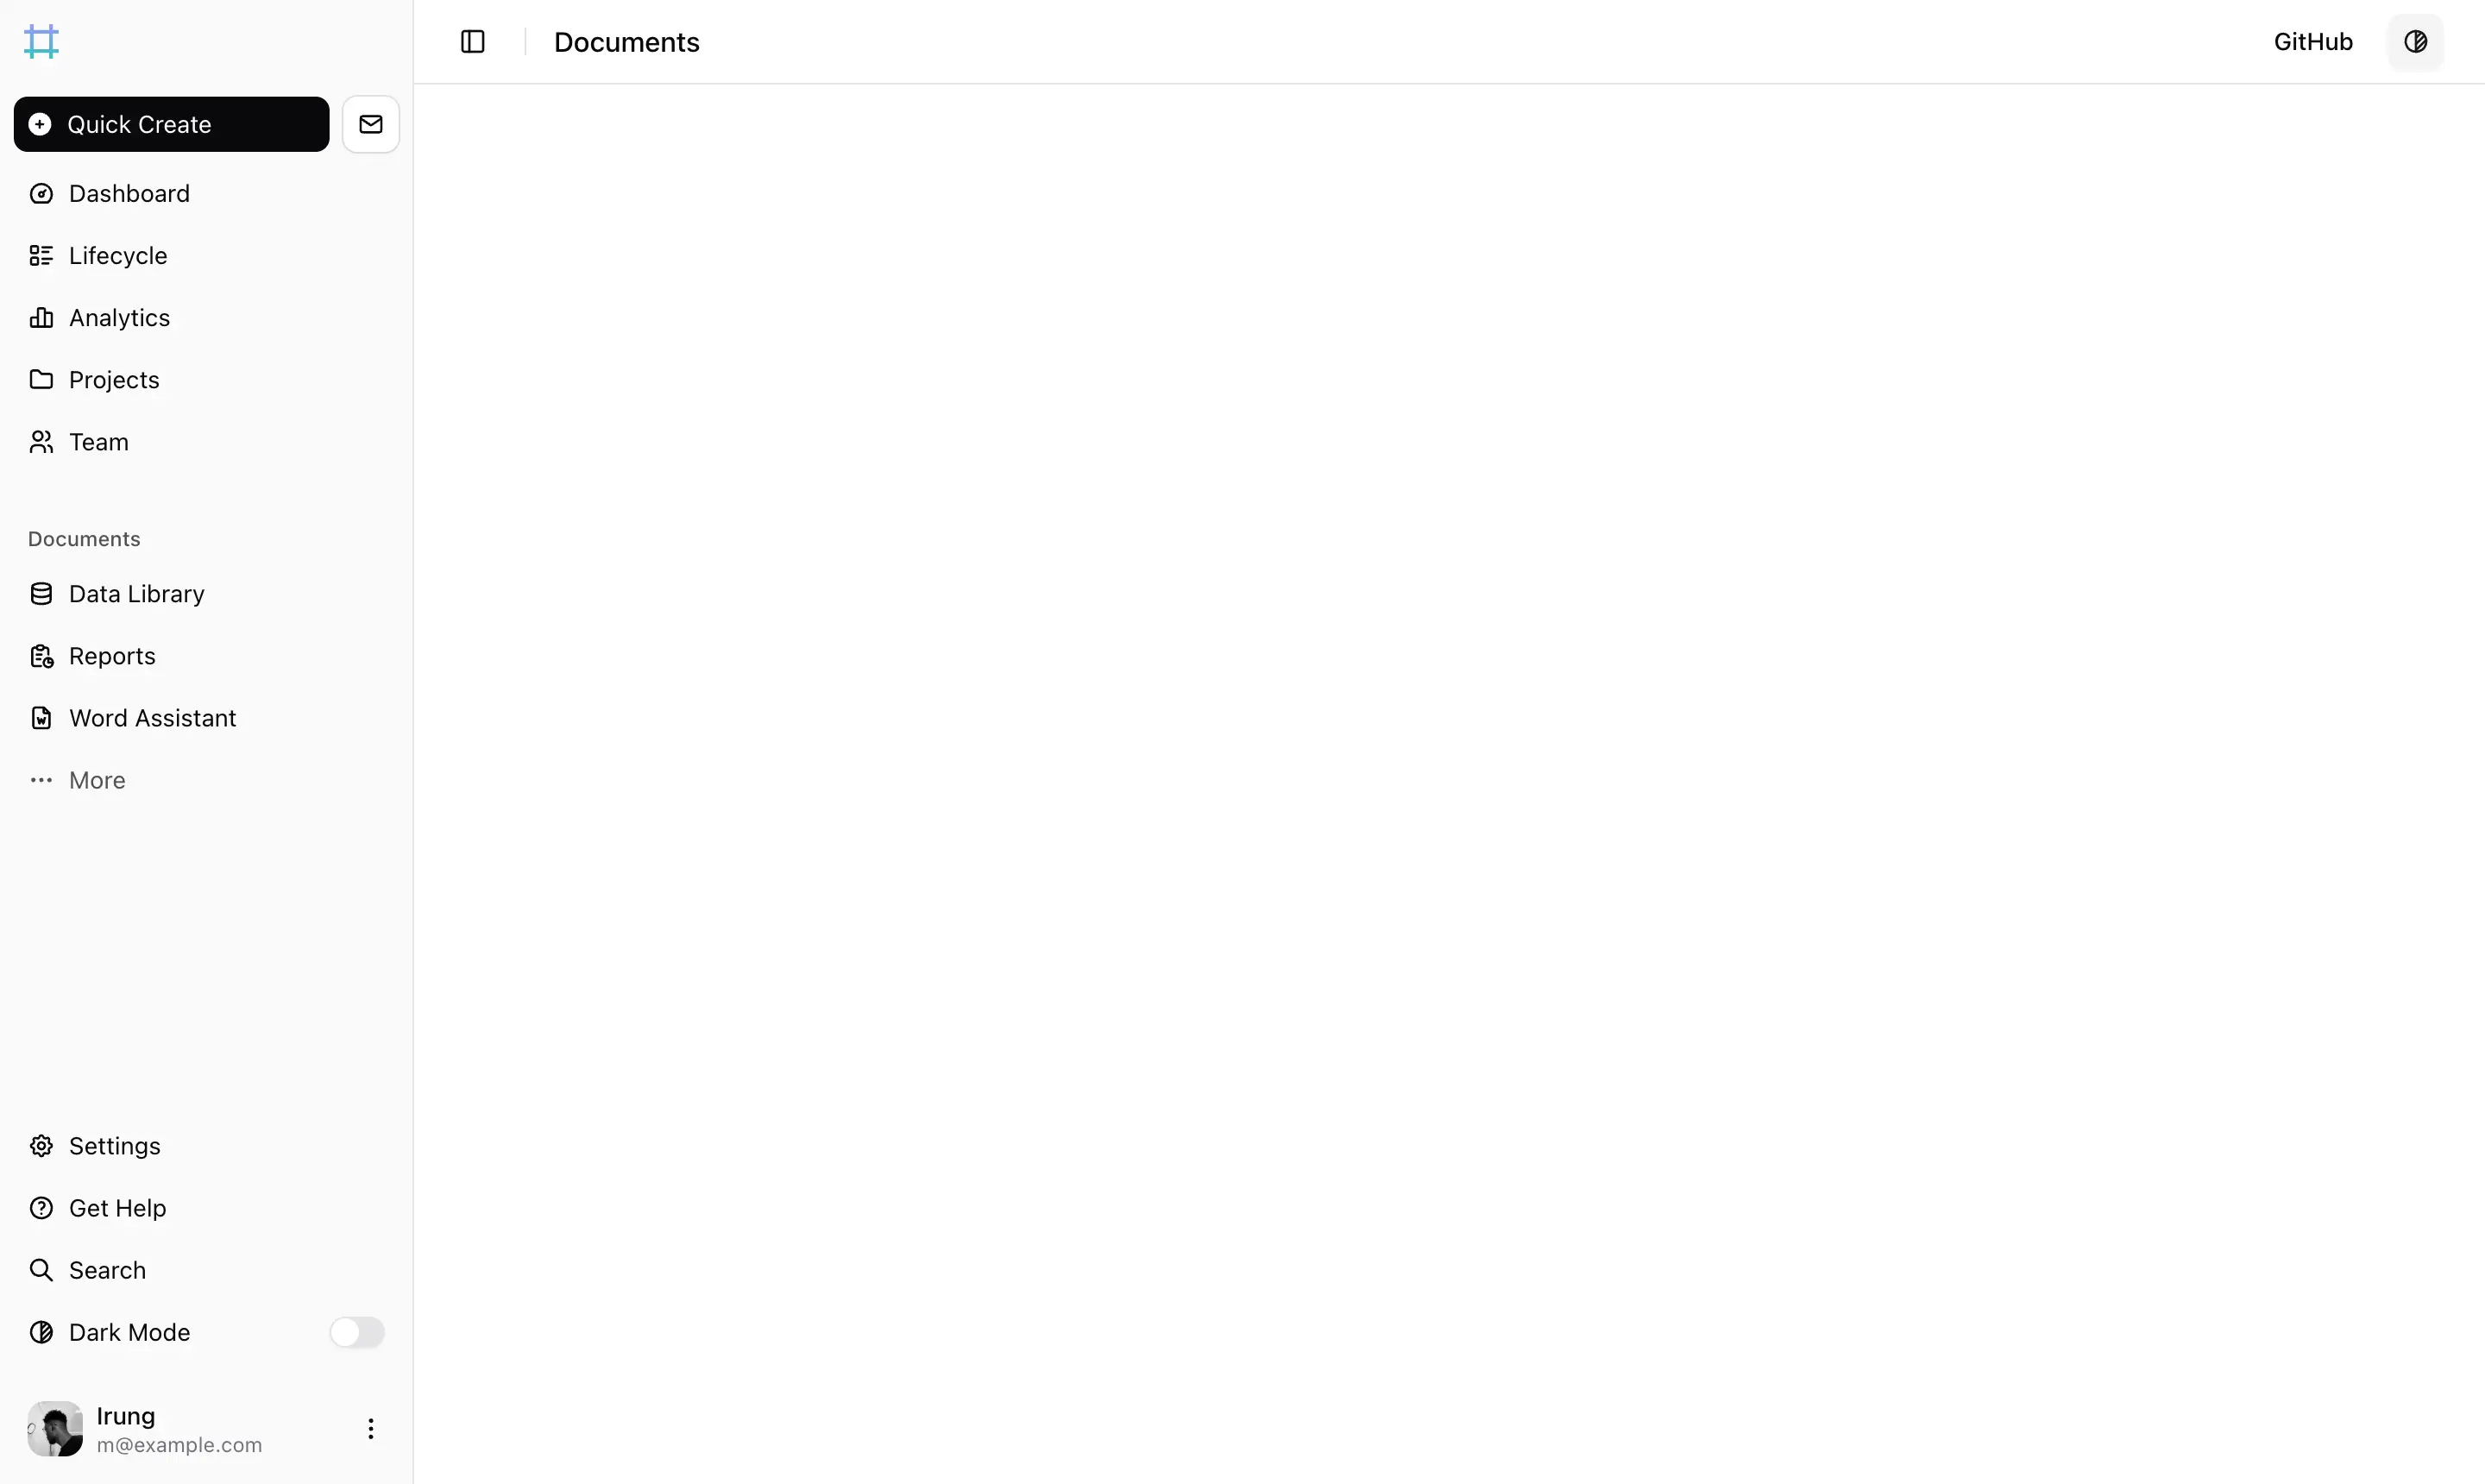 Documents
GitHub
Quick Create
Dashboard
Lifecycle
Analytics
Projects
Team
Documents
Data Library
Reports
Word Assistant
More
Settings
Get Help
Search
Dark Mode
Irung
m@example.com